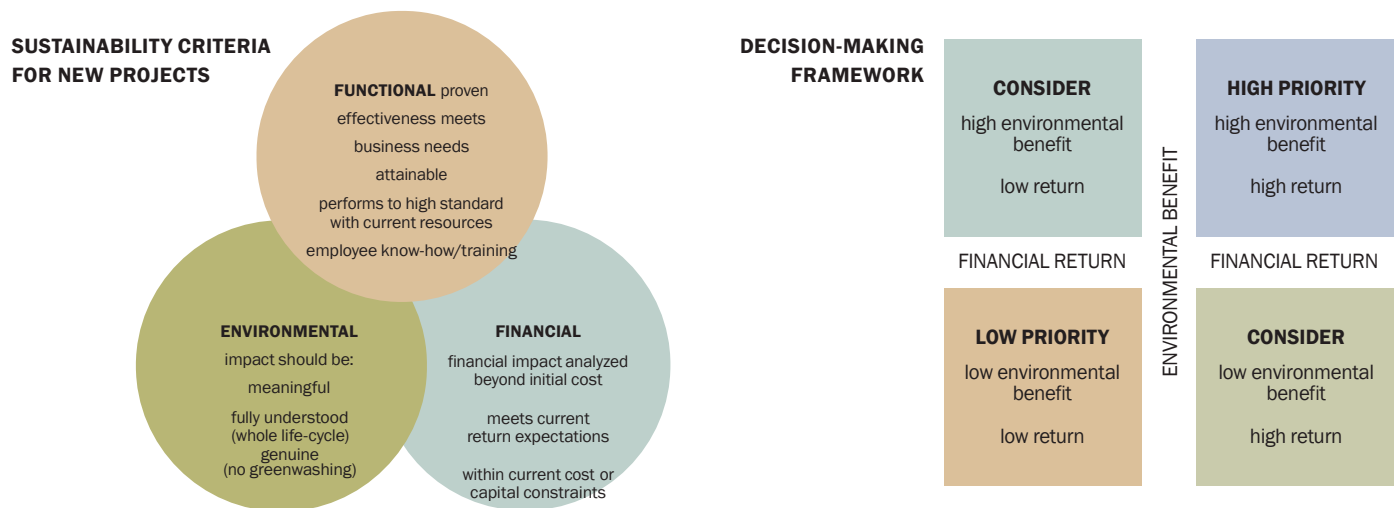 SUSTAINABILITY CRITERIA
FOR NEW PROJECTS
FUNCTIONAL proven
effectiveness meets
business needs
attainable
performs to high standard
with current resources
employee know-how/training
ENVIRONMENTAL
impact should be:
meaningful
fully understood
(whole life-cycle)
genuine
(no greenwashing)
FINANCIAL
financial impact analyzed
beyond initial cost
meets current
return expectations
within current cost or
capital constraints
DECISION-MAKING
FRAMEWORK
CONSIDER
high environmental
benefit
low return
HIGH PRIORITY
high environmental
benefit
high return
FINANCIAL RETURN
ENVIRONMENTAL BENEFIT
FINANCIAL RETURN
LOW PRIORITY
low environmental
benefit
low return
CONSIDER
low environmental
benefit
high return